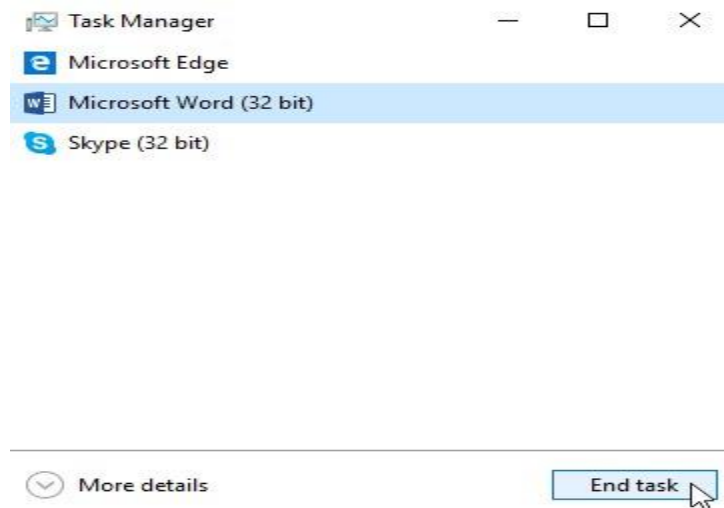 Task Manager
Microsoft Edge
Microsoft Word (32 bit)
Skype (32 bit)
More details
End task